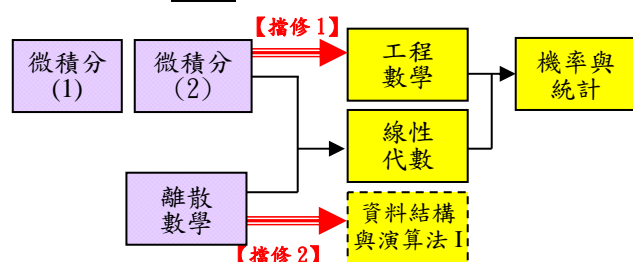 【擋修1】
微積分
(1)
微積分
(2)
工程
數學
機率與
統計
線性
代數
離散
數學
資料結構
與演算法 I
【擋修2】